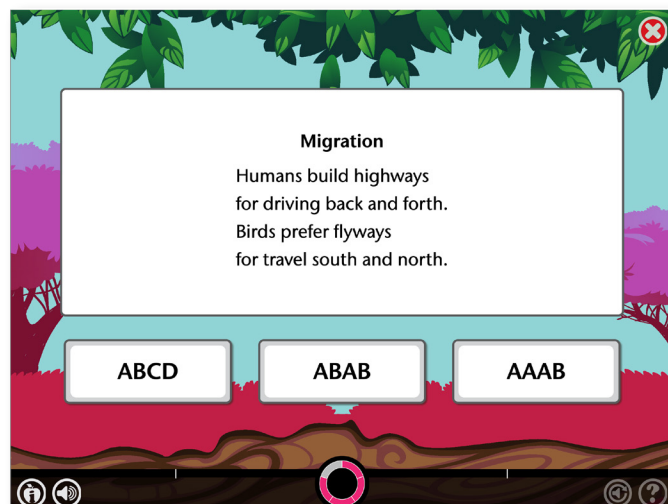 Migration
Humans build highways
for driving back and forth.
Birds prefer flyways
for travel south and north.
ABCD
ABAB
AAAB
?